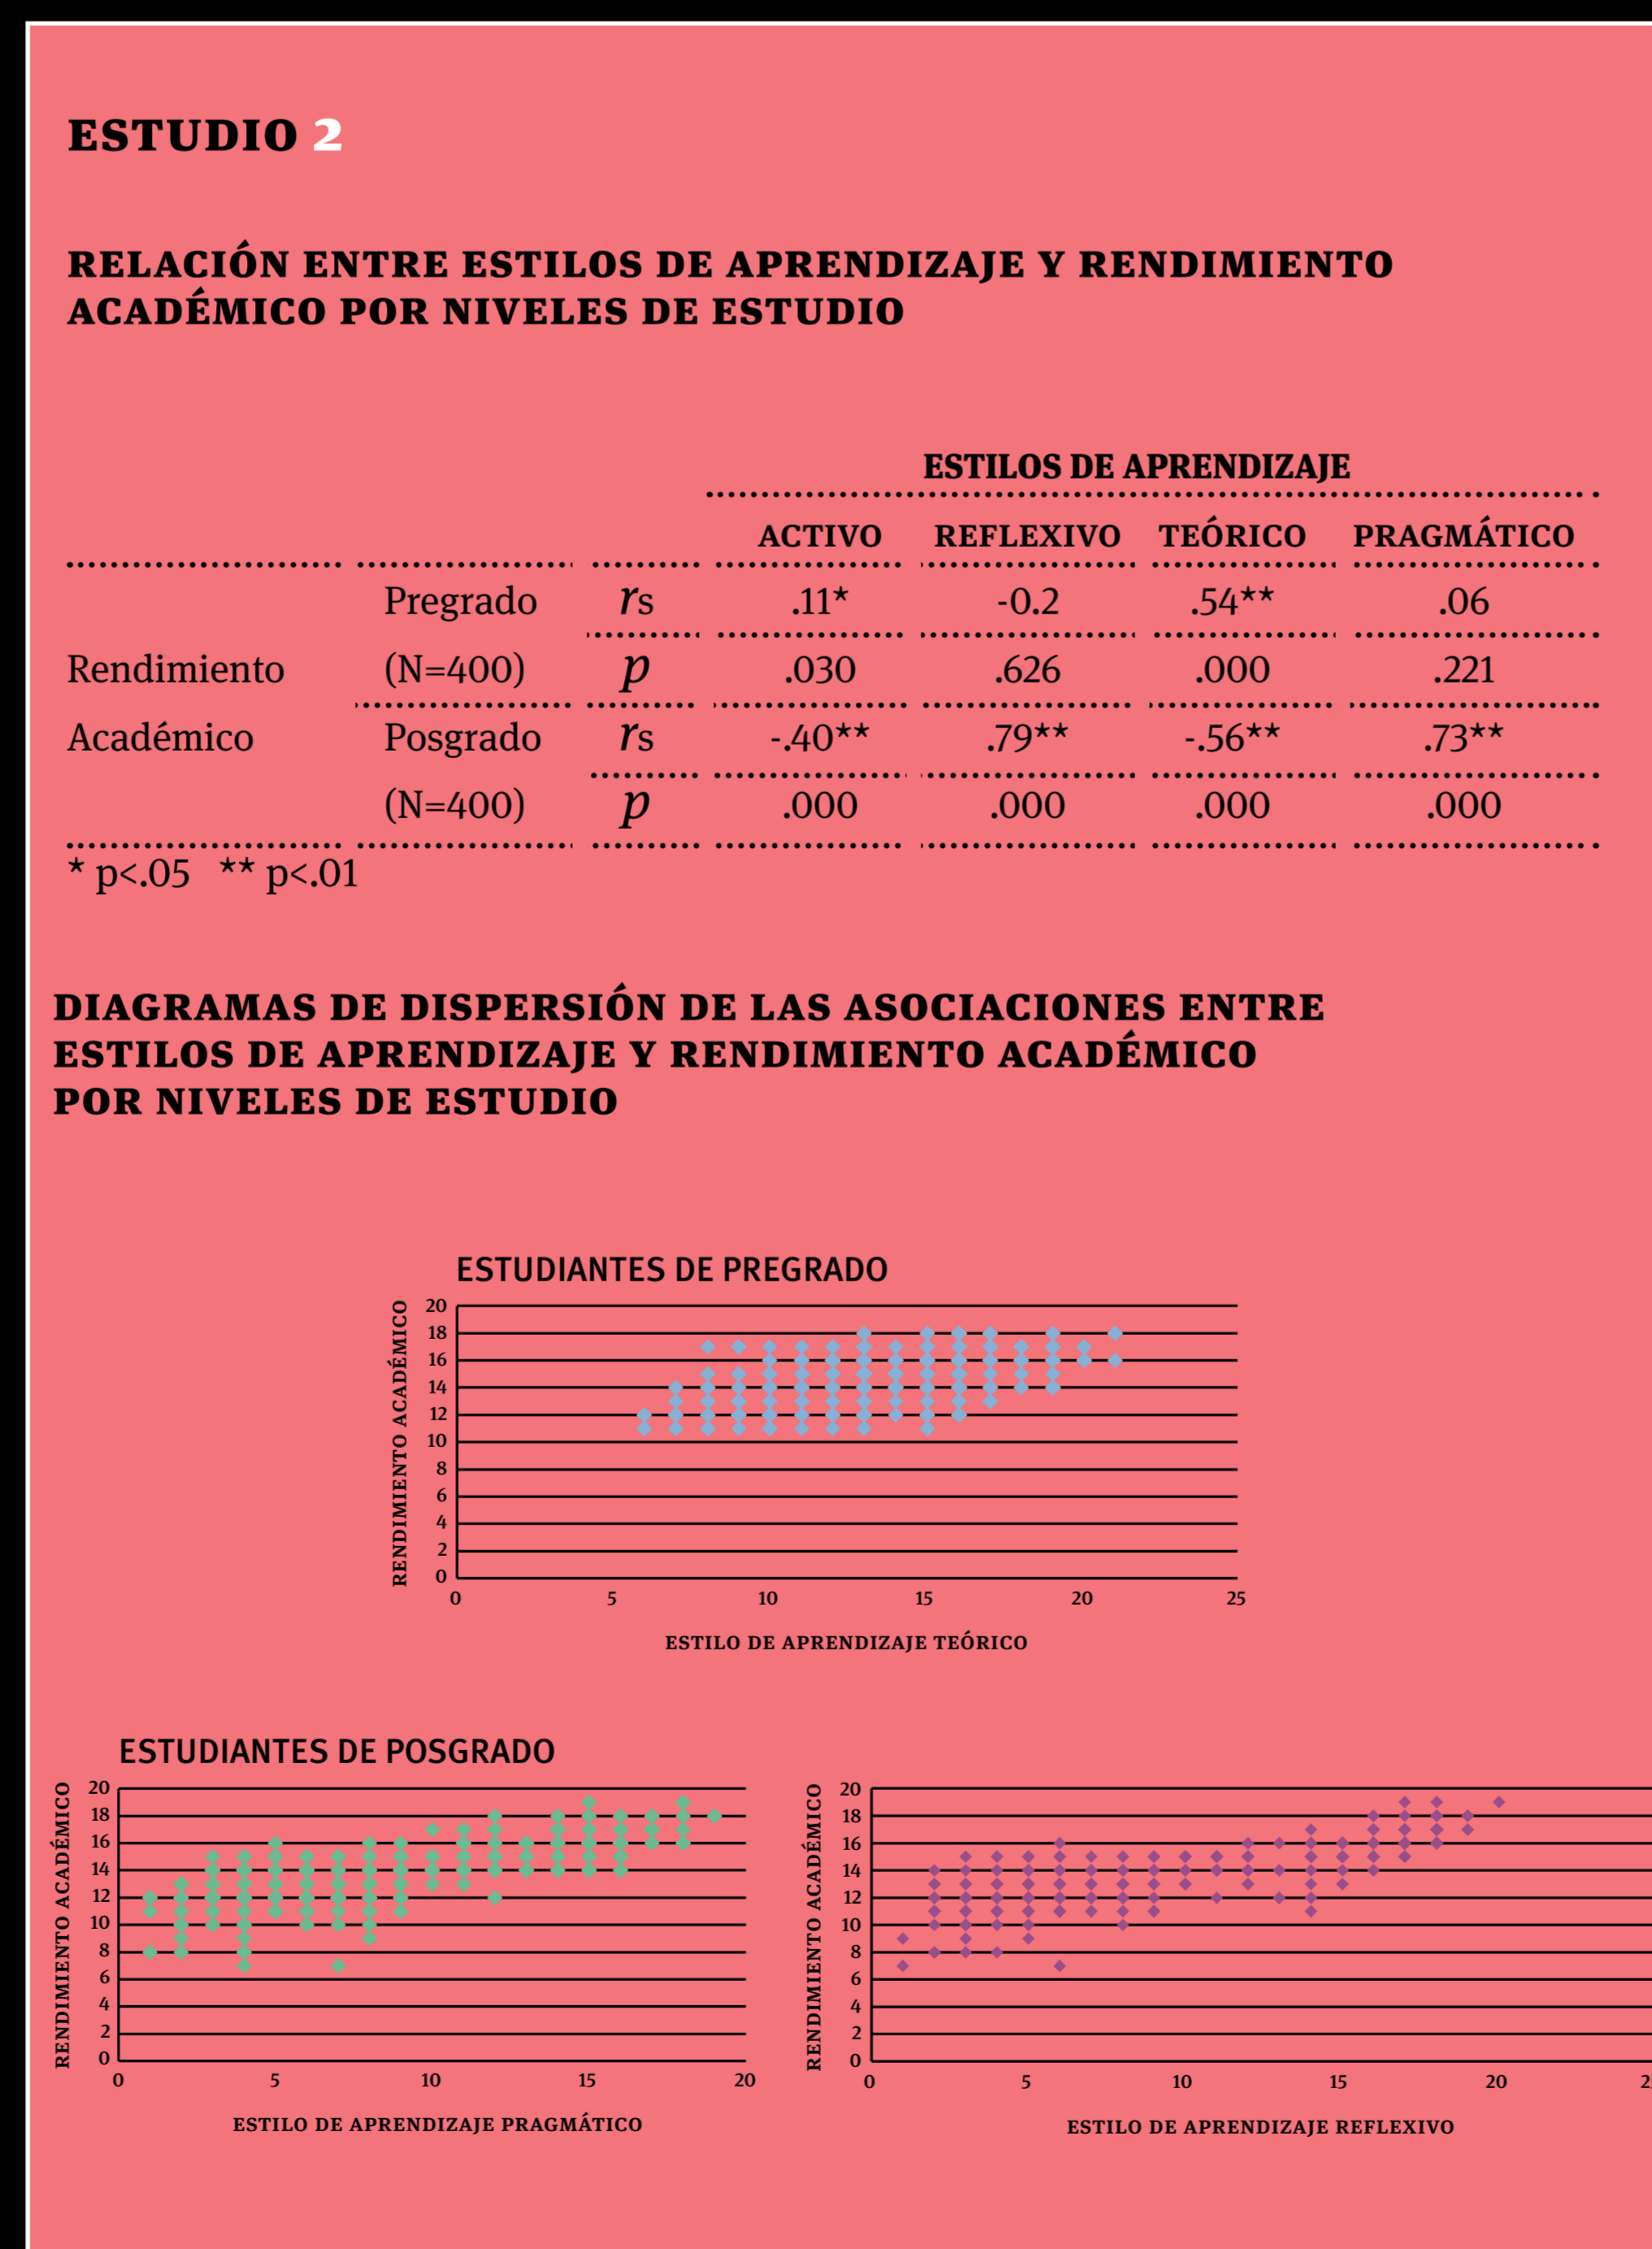 ESTUDIO 2
RELACIÓN ENTRE ESTILOS DE APRENDIZAJE Y RENDIMIENTO
ACADÉMICO POR NIVELES DE ESTUDIO
ESTILOS DE APRENDIZAJE
ACTIVO REFLEXIVO TEÓRICO PRAGMÁTICO
Pregrado rs .11* -0.2 .54** .06
Rendimiento (N=400) p .030 .626 .000 .221
Académico Posgrado rs -.40** .79** -.56** .73**
(N=400) p .000 .000 .000 .000
* p<.05 ** p<.01
DIAGRAMAS DE DISPERSIÓN DE LAS ASOCIACIONES ENTRE
ESTILOS DE APRENDIZAJE Y RENDIMIENTO ACADÉMICO
POR NIVELES DE ESTUDIO
ESTUDIANTES DE PREGRADO
RENDIMIENTO ACADÉMICO
20
18
16
14
12
10
8
6
4
2
0
0 5 10 15 20 25
ESTILO DE APRENDIZAJE TEÓRICO
ESTUDIANTES DE POSGRADO
RENDIMIENTO ACADÉMICO
20
18
16
14
12
10
8
6
4
2
0
0 5 10 15 20
ESTILO DE APRENDIZAJE PRAGMÁTICO
RENDIMIENTO ACADÉMICO
20
18
16
14
12
10
8
6
4
2
0
0 5 10 15 20
ESTILO DE APRENDIZAJE REFLEXIVO